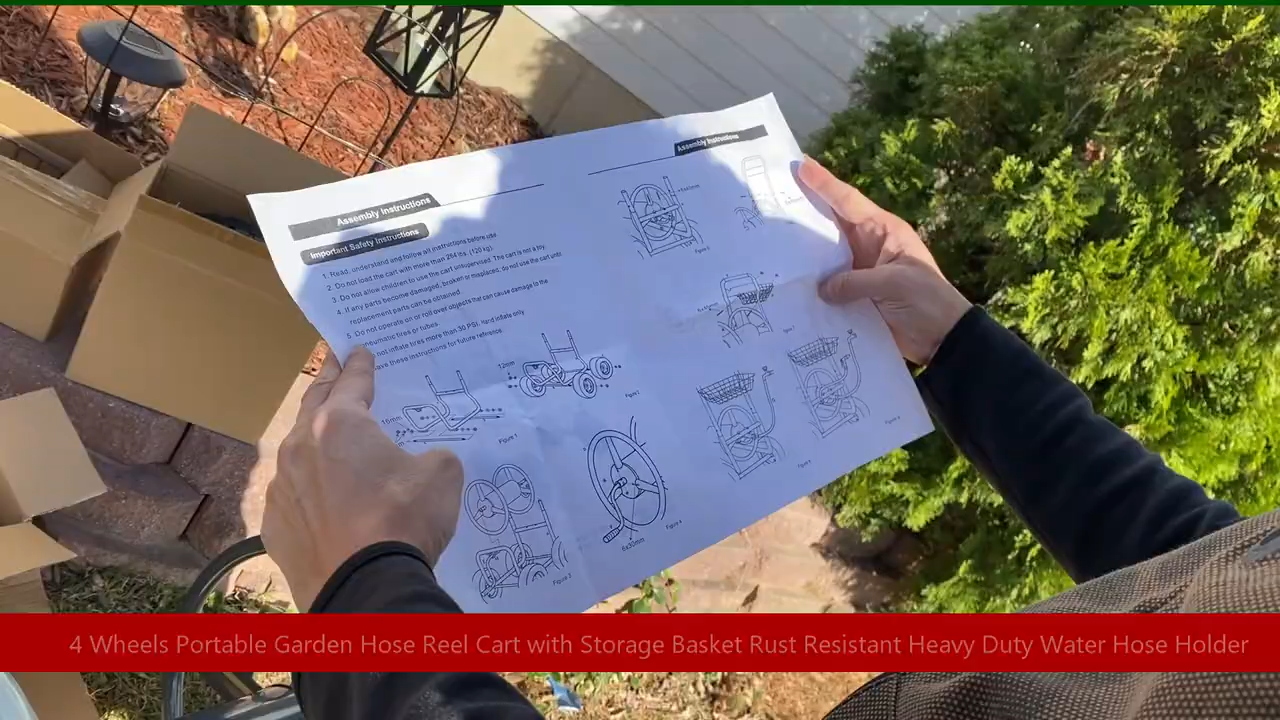 Assembly Instructions
Important Safety Instructions
1. Read, understand and follow all instructions before use
2. Do not load the cart with more than 264 lbs. (120 kg).
3. Do not allow children to use the cart unsupervised. The cart is not a toy.
4. If any parts become damaged, broken or misplaced, do not use the cart until
replacement parts can be obtained.
5. Do not operate on or roll over objects that can cause damage to the
pneumatic tires or tubes.
not inflate tires more than 30 PSI. Hand inflate only
ave these instructions for future reference.
16mm
Figure 1
12mm
Figure 2
Figure 3
6x30mm
Figure 4
Assembly Instructions
4 Wheels Portable Garden Hose Reel Cart with Storage Basket Rust Resistant Heavy Duty Water Hose Holder